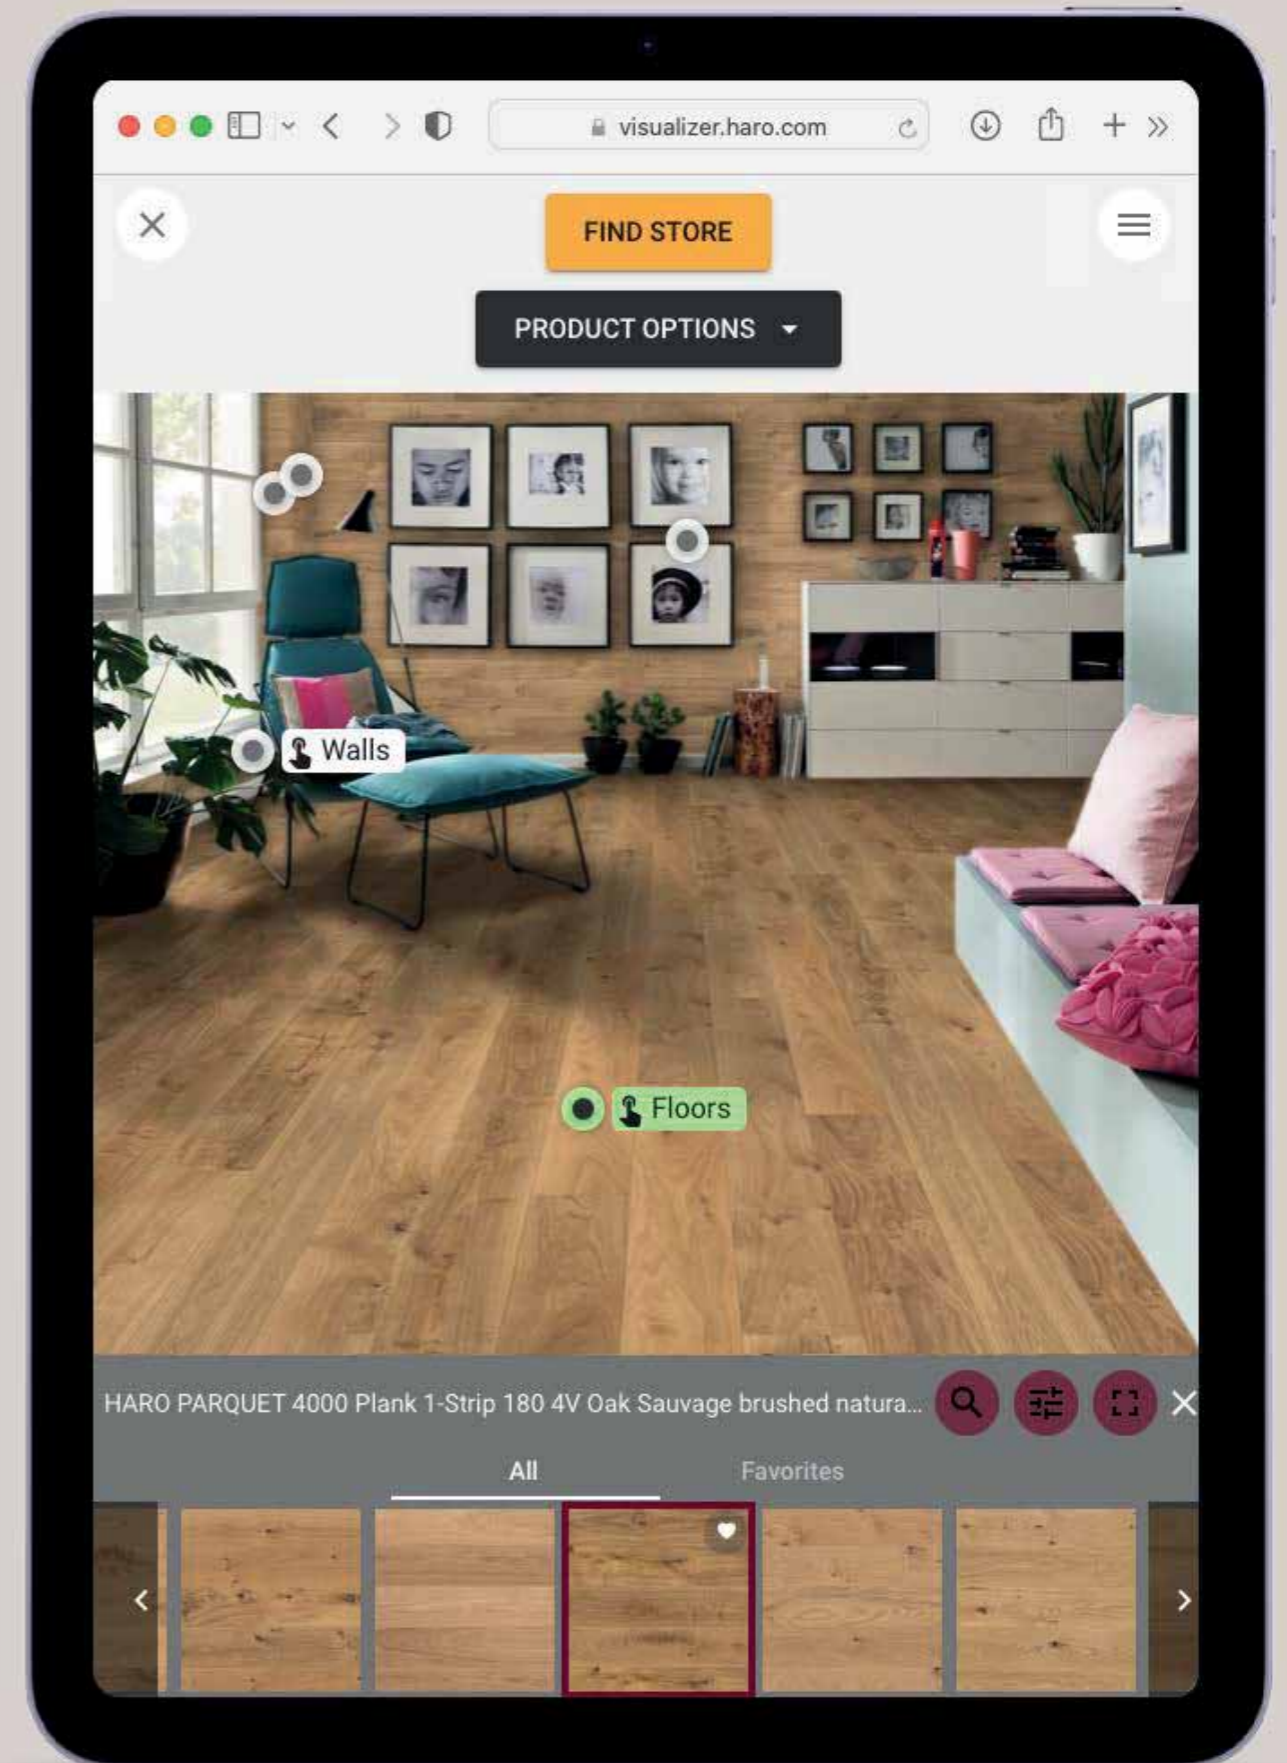 visualizer.haro.com
FIND STORE
PRODUCT OPTIONS
Walls
Floors
HARO PARQUET 4000 Plank 1-Strip 180 4V Oak Sauvage brushed natura...
All
Favorites